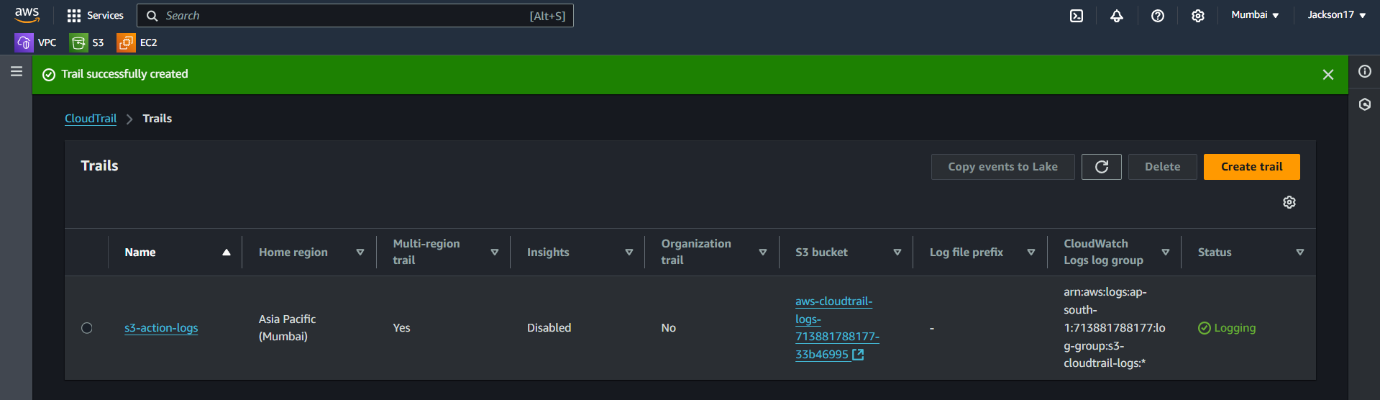 aws
Services
Search
[Alt+S]
Mumbai
Jackson17
VPC
S3
EC2
Trail successfully created
CloudTrail
Trails
Trails
Copy events to Lake
Delete
Create trail
Name
Home region
Multi-region
trail
Insights
Organization
trail
S3 bucket
Log file prefix
CloudWatch
Logs log group
Status
s3-action-logs
Asia Pacific
(Mumbai)
Yes
Disabled
No
aws-cloudtrail-
logs-
713881788177-
33b46995
-
arn:aws:logs:ap-
south-
1:713881788177:lo
g-group:s3-
cloudtrail-logs:*
Logging